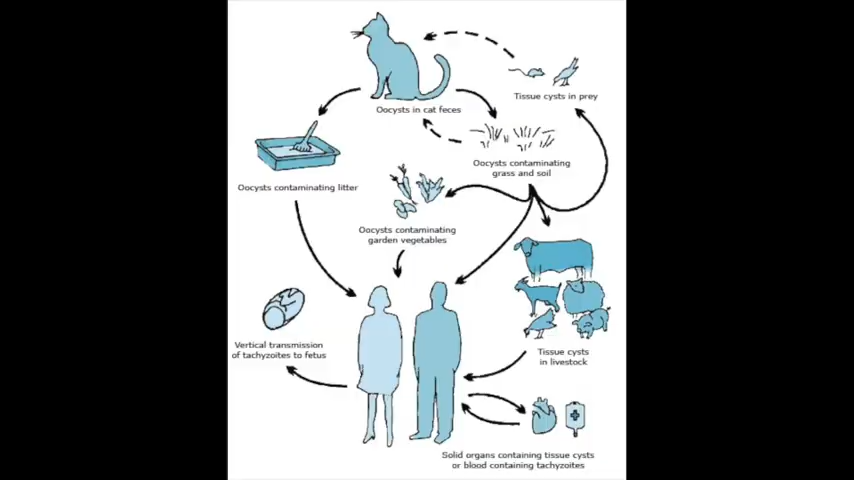 Tissue cysts in prey
Oocysts in cat feces
Oocysts contaminating
grass and soil
Oocysts contaminating litter
Oocysts contaminating
garden vegetables
Vertical transmission
of tachyzoites to fetus
Tissue cysts
in livestock
Solid organs containing tissue cysts
or blood containing tachyzoites